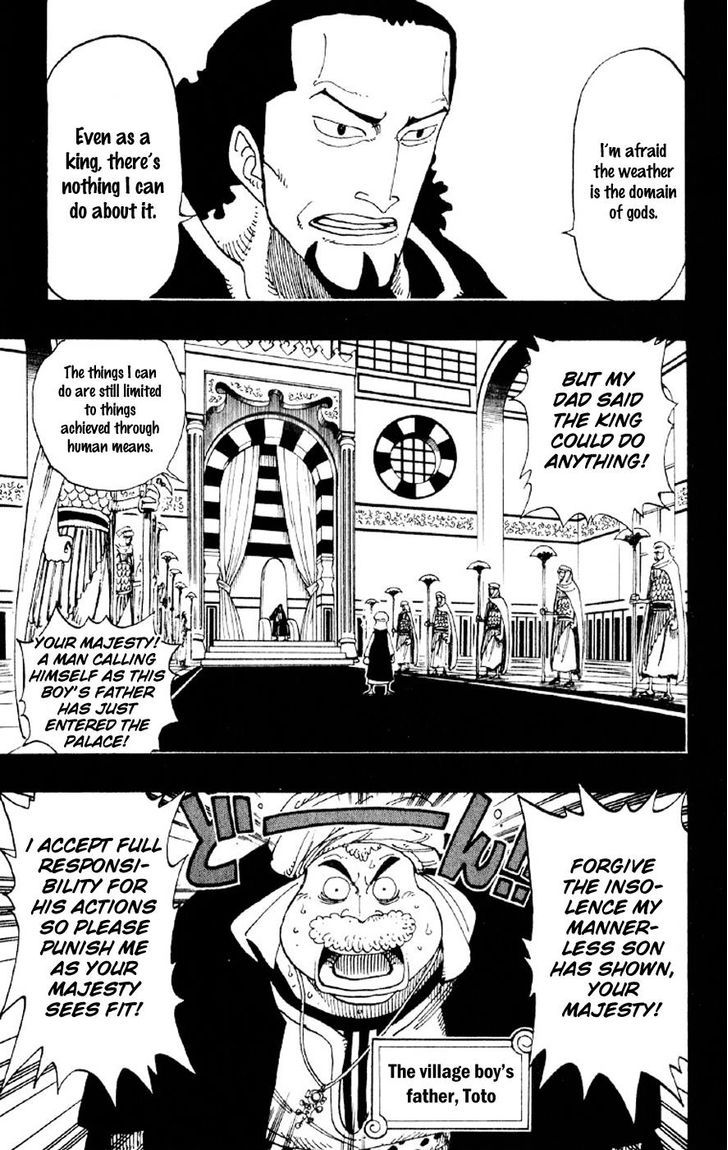 I'm afraid
the weather
is the domain
of gods.
Even as a
king, there's
nothing I can
do about it.
BUT MY
DAD SAID
THE KING
COULD DO
ANYTHING!
The things I can
do are still limited
to things
achieved through
human means.
YOUR MAJESTY!
A MAN CALLING
HIMSELF AS THIS
BOY'S FATHER
HAS JUST
ENTERED THE
PALACE!
どーん!!
FORGIVE
THE INSO-
LENCE MY
MANNER-
LESS SON
HAS SHOWN,
YOUR
MAJESTY!
I ACCEPT FULL
RESPONSI-
BILITY FOR
HIS ACTIONS
SO PLEASE
PUNISH ME
AS YOUR
MAJESTY
SEES FIT!
The village boy's
father, Toto